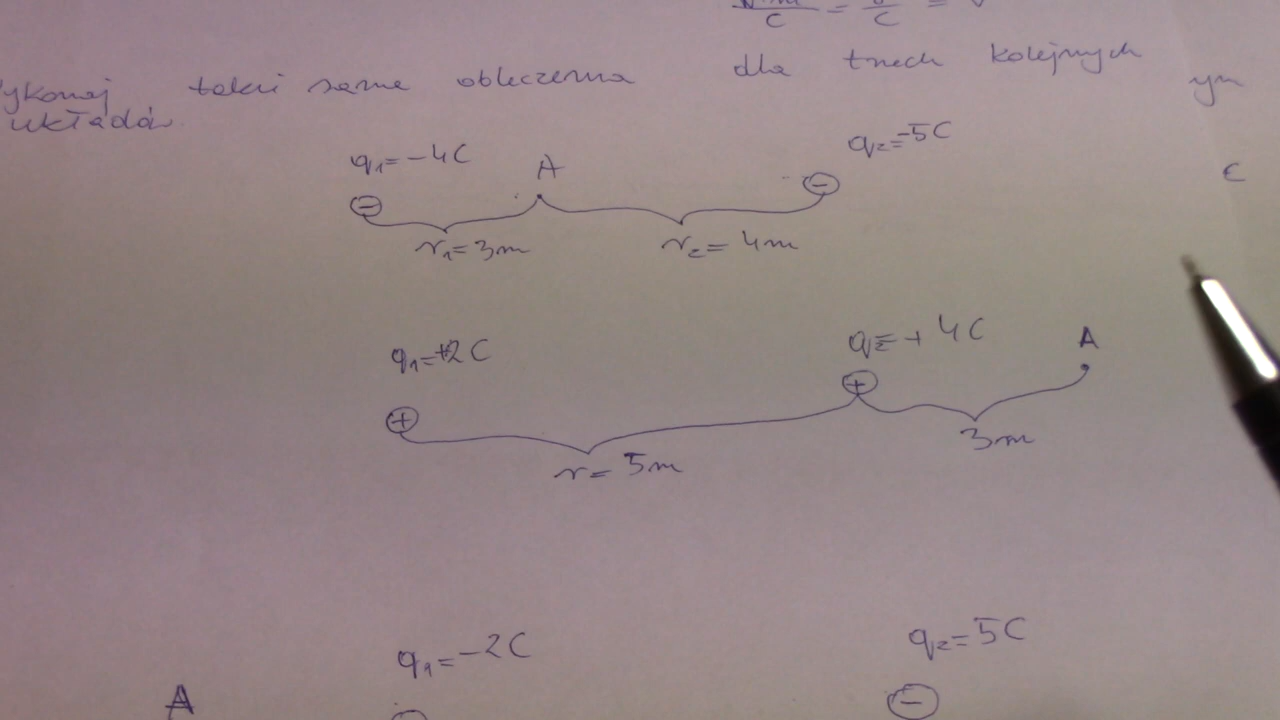 takie same obliczenia dla trzech kolejnych
układów.
q₁=-4C A q₂=-5C
r₁=3m r₂=4m
q₁=+2C q₂=+4C A
r=5m 3m
q₁=-2C q₂=5C
A